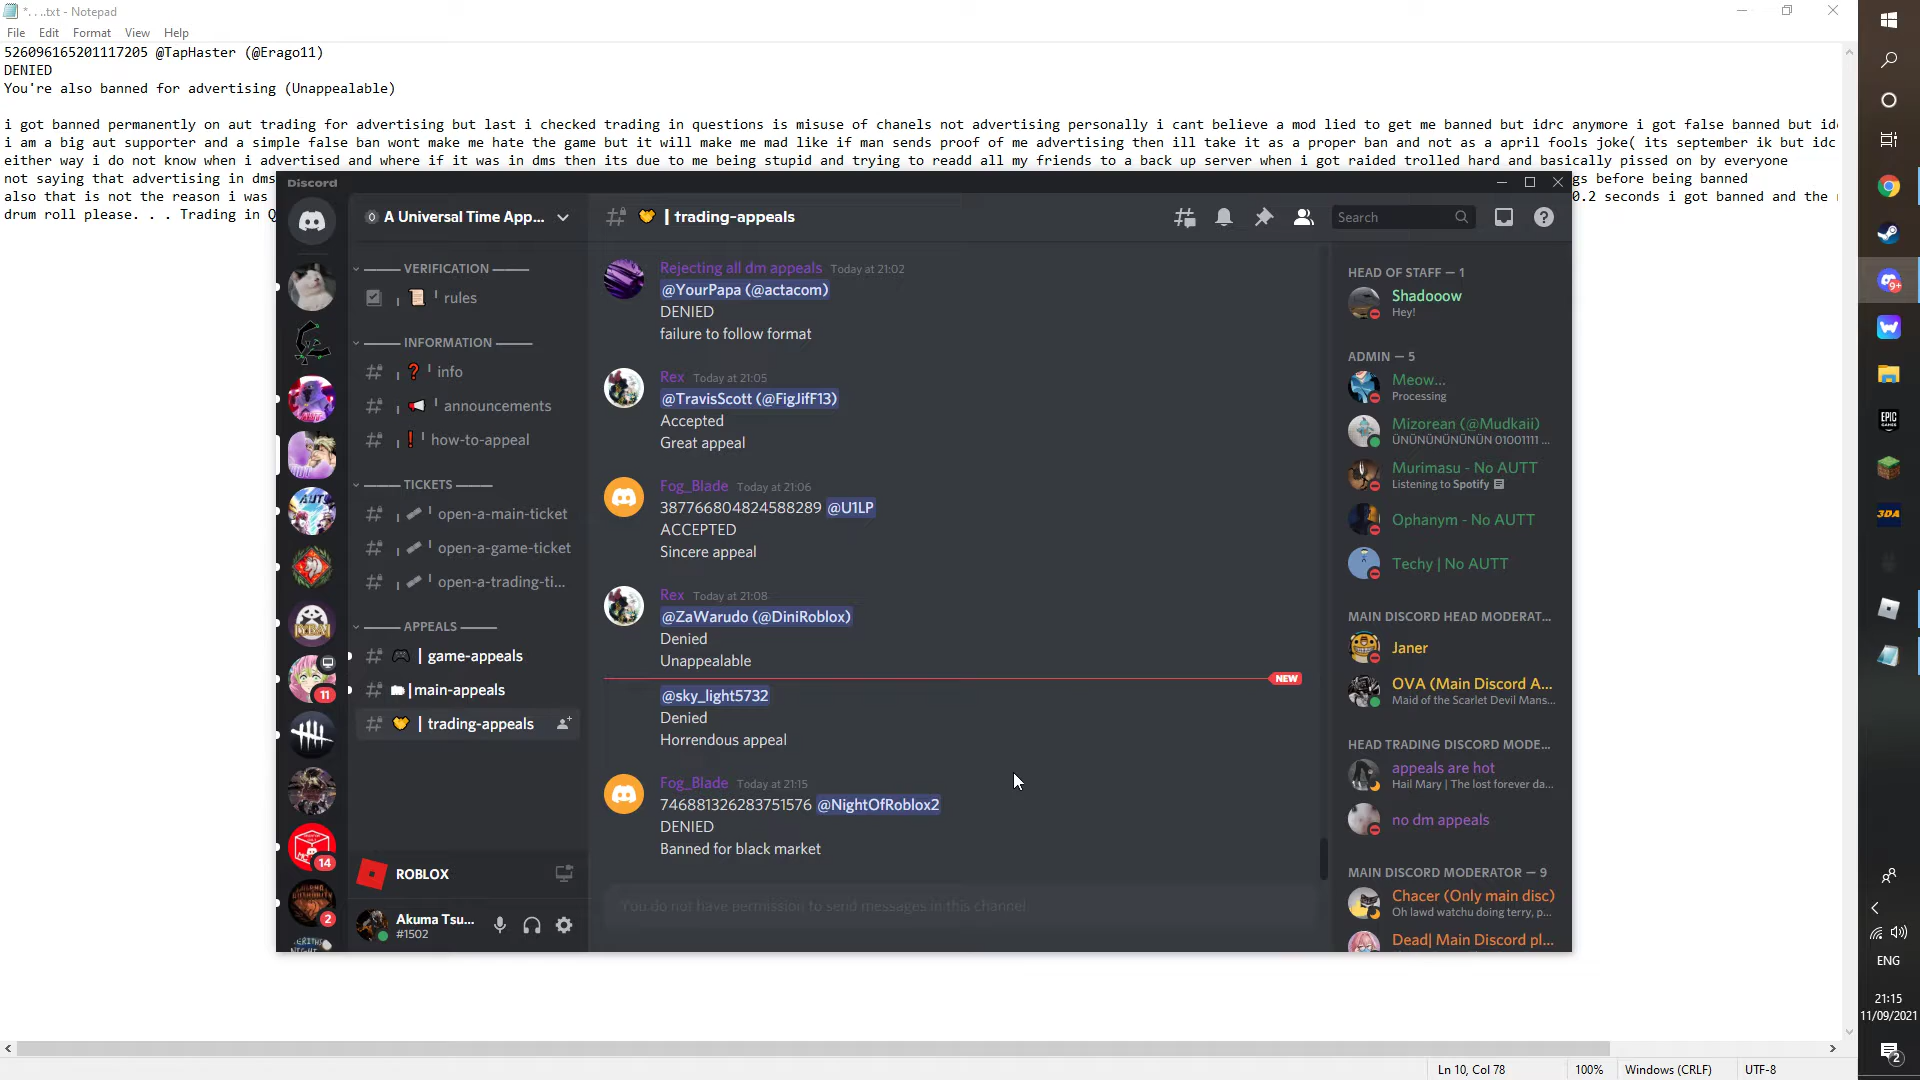 *. . ..txt - Notepad
File Edit Format View Help
526096165201117205 @TapHaster (@Erago11)
DENIED
You're also banned for advertising (Unappealable)
i got banned permanently on aut trading for advertising but last i checked trading in questions is misuse of chanels not advertising personally i cant believe a mod lied to get me banned but idrc anymore i got false banned but id
i am a big aut supporter and a simple false ban wont make me hate the game but it will make me mad like if man sends proof of me advertising then ill take it as a proper ban and not as a april fools joke( its september ik but idc
either way i do not know when i advertised and where if it was in dms then its due to me being stupid and trying to readd all my friends to a back up server when i got raided trolled hard and basically pissed on by everyone
not saying that advertising in dms
gs before being banned
also that is not the reason i was
0.2 seconds i got banned and the
drum roll please. . . Trading in Q
Discord
A Universal Time App...
VERIFICATION
rules
INFORMATION
info
announcements
how-to-appeal
TICKETS
open-a-main-ticket
open-a-game-ticket
open-a-trading-ti...
APPEALS
game-appeals
|main-appeals
| trading-appeals
ROBLOX
Akuma Tsu...
#1502
11
14
2
| trading-appeals
Search
Rejecting all dm appeals Today at 21:02
@YourPapa (@actacom)
DENIED
failure to follow format
Rex Today at 21:05
@TravisScott (@FigJifF13)
Accepted
Great appeal
Fog_Blade Today at 21:06
387766804824588289 @U1LP
ACCEPTED
Sincere appeal
Rex Today at 21:08
@ZaWarudo (@DiniRoblox)
Denied
Unappealable
NEW
@sky_light5732
Denied
Horrendous appeal
Fog_Blade Today at 21:15
746881326283751576 @NightOfRoblox2
DENIED
Banned for black market
You do not have permission to send messages in this channel
HEAD OF STAFF — 1
Shadooow
Hey!
ADMIN — 5
Meow...
Processing
Mizorean (@Mudkaii)
ÜNÜNÜNÜNÜNÜN 01001111 ...
Murimasu - No AUTT
Listening to Spotify
Ophanym - No AUTT
Techy | No AUTT
MAIN DISCORD HEAD MODERAT...
Janer
OVA (Main Discord A...
Maid of the Scarlet Devil Mans...
HEAD TRADING DISCORD MODE...
appeals are hot
Hail Mary | The lost forever da...
no dm appeals
MAIN DISCORD MODERATOR — 9
Chacer (Only main disc)
Oh lawd watchu doing terry, p...
Dead| Main Discord pl...
9+
EPIC
GAMES
3DA
ENG
21:15
11/09/2021
2
Ln 10, Col 78
100%
Windows (CRLF)
UTF-8